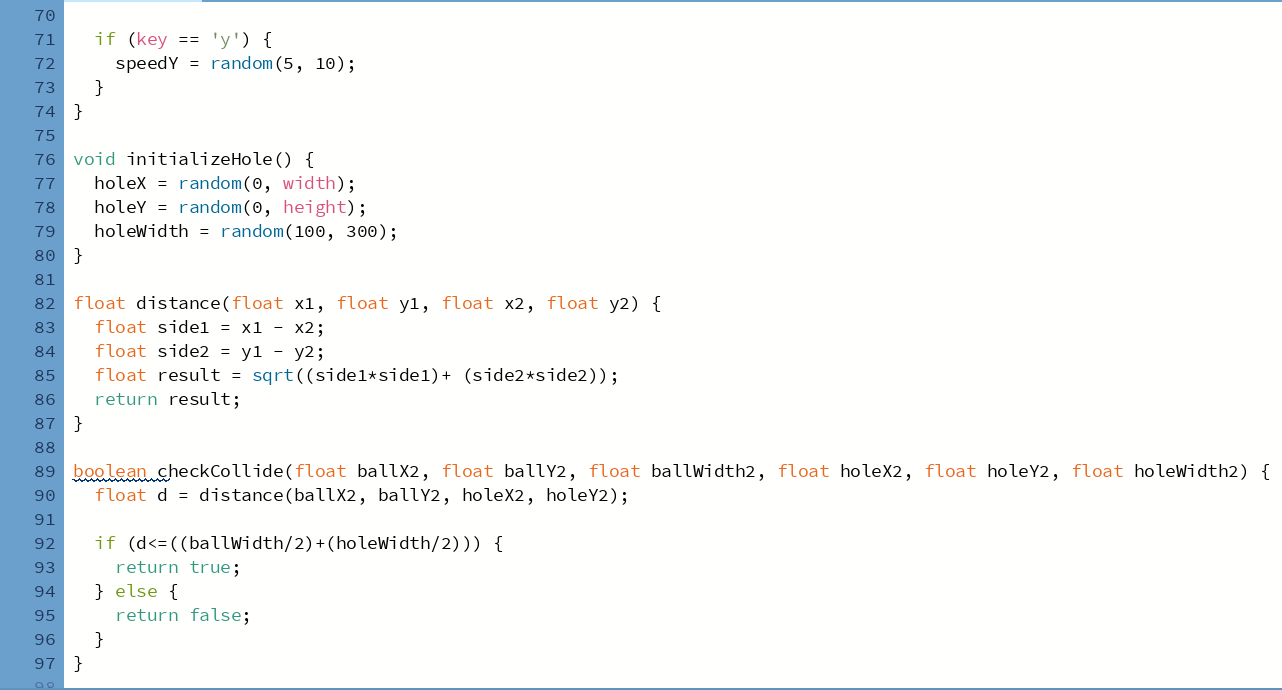 70
71   if (key == 'y') {
72     speedY = random(5, 10);
73   }
74 }
75
76 void initializeHole() {
77   holeX = random(0, width);
78   holeY = random(0, height);
79   holeWidth = random(100, 300);
80 }
81
82 float distance(float x1, float y1, float x2, float y2) {
83   float side1 = x1 - x2;
84   float side2 = y1 - y2;
85   float result = sqrt((side1*side1)+ (side2*side2));
86   return result;
87 }
88
89 boolean checkCollide(float ballX2, float ballY2, float ballWidth2, float holeX2, float holeY2, float holeWidth2) {
90   float d = distance(ballX2, ballY2, holeX2, holeY2);
91
92   if (d<=((ballWidth/2)+(holeWidth/2))) {
93     return true;
94   } else {
95     return false;
96   }
97 }
98